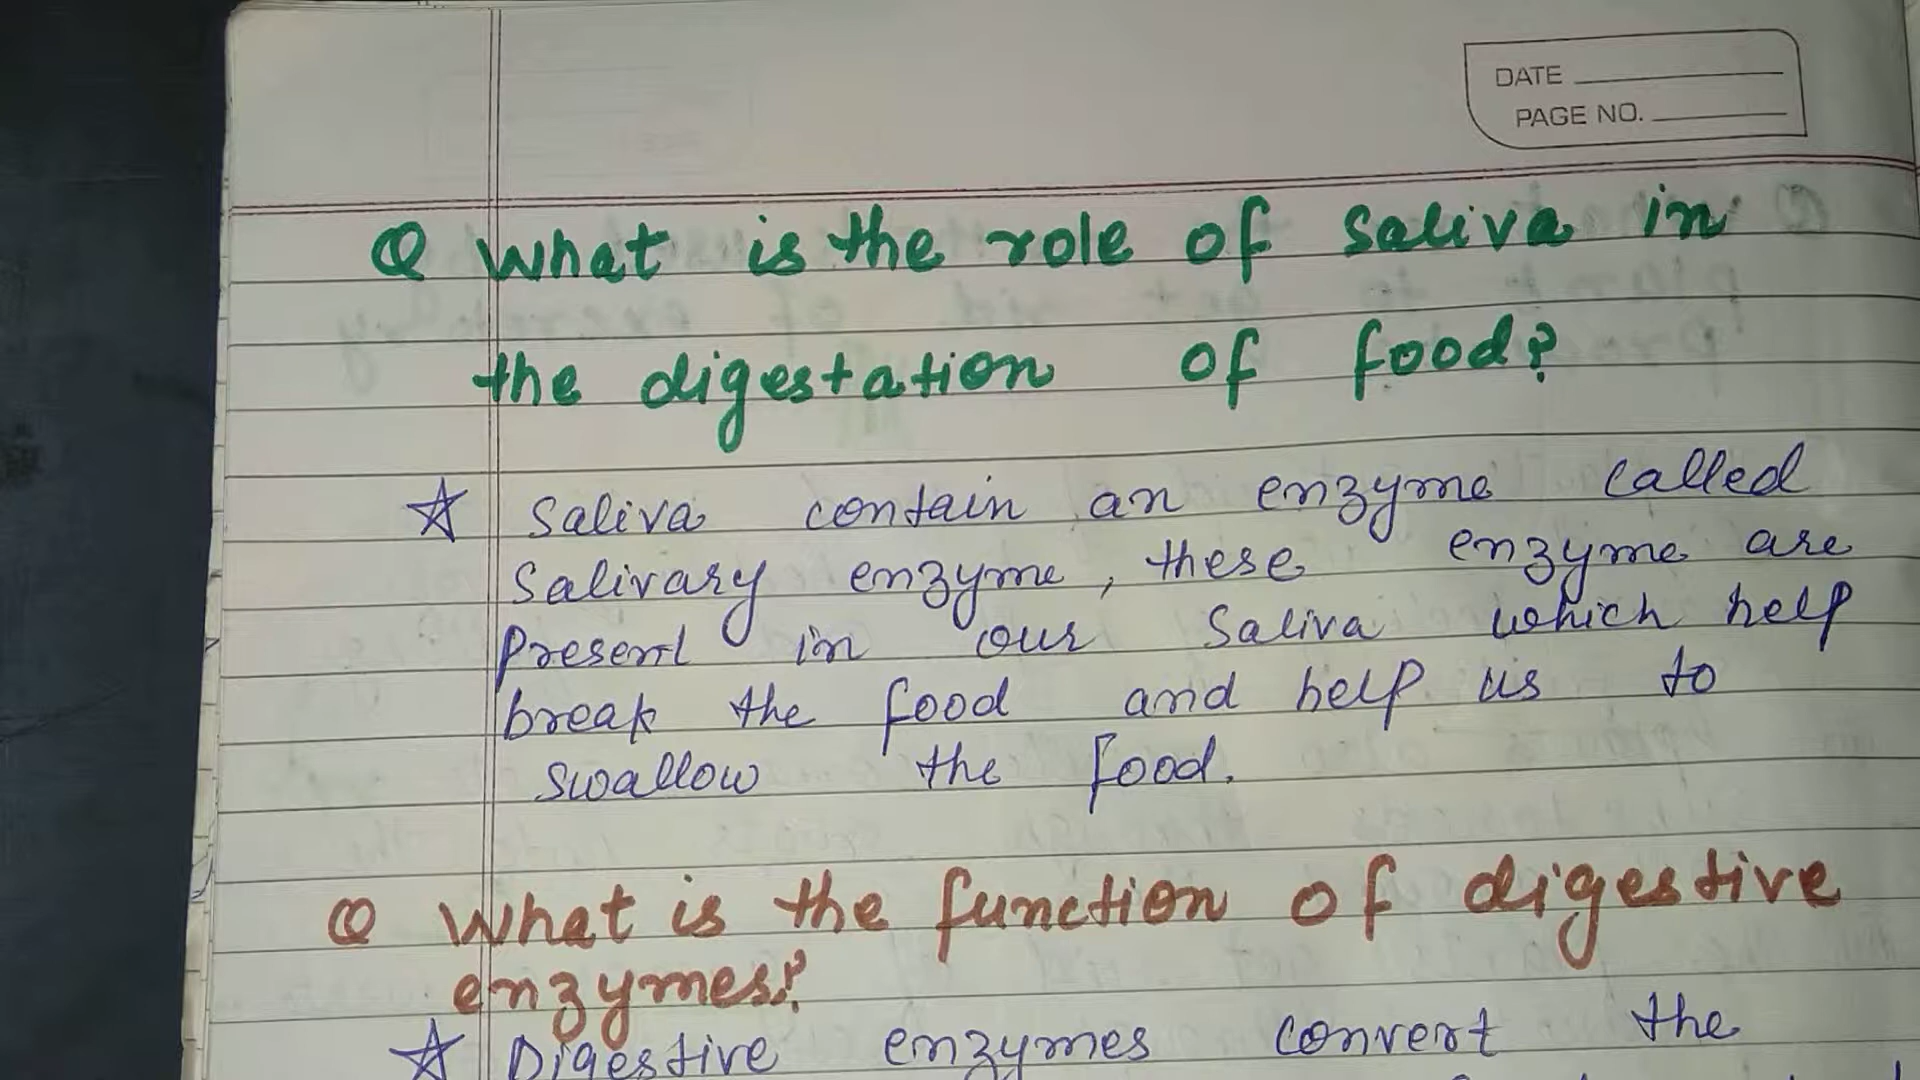 DATE
PAGE NO.
Q What is the role of saliva in
the digestation of food?
☆ Saliva contain an enzyme called
Salivary enzyme, these enzyme are
Present in our Saliva which help
break the food and help us to
swallow the food.
Q What is the function of digestive
enzymes?
☆ Digestive enzymes convert the